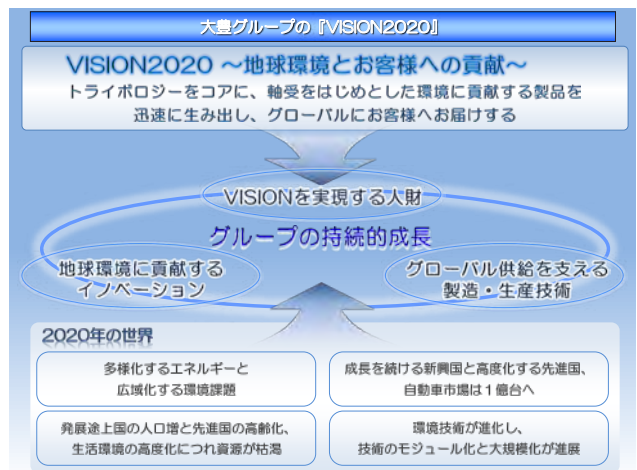 大豊グループの『VISION2020』
VISION2020 ～地球環境とお客様への貢献～
トライボロジーをコアに、軸受をはじめとした環境に貢献する製品を
迅速に生み出し、グローバルにお客様へお届けする
VISIONを実現する人財
グループの持続的成長
地球環境に貢献する
イノベーション
グローバル供給を支える
製造・生産技術
2020年の世界
多様化するエネルギーと
広域化する環境課題
成長を続ける新興国と高度化する先進国、
自動車市場は１億台へ
発展途上国の人口増と先進国の高齢化、
生活環境の高度化につれ資源が枯渇
環境技術が進化し、
技術のモジュール化と大規模化が進展